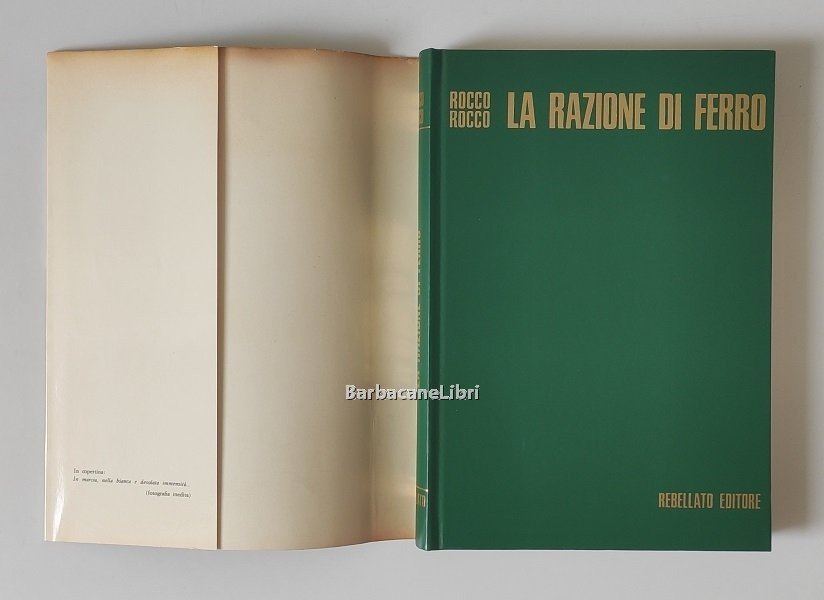 ROCCO
ROCCO
LA RAZIONE DI FERRO
REBELLATO EDITORE
In copertina:
In marcia, nella bianca e desolata immensità.
(fotografia inedita)
BarbacaneLibri